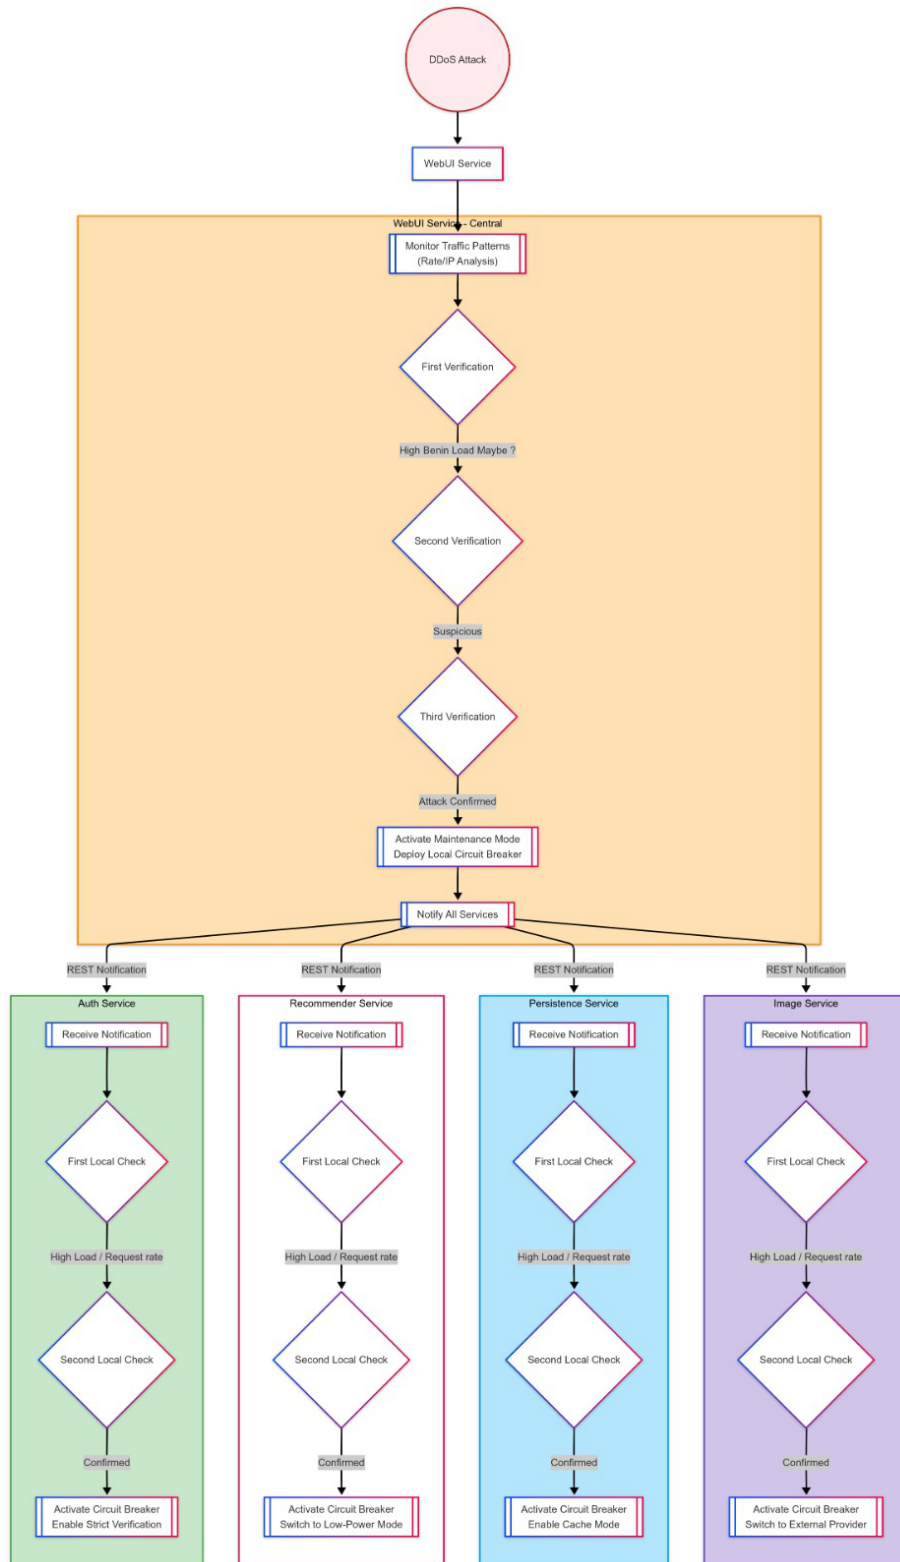 DDoS Attack
WebUI Service
WebUI Service - Central
Monitor Traffic Patterns
(Rate/IP Analysis)
First Verification
High Benin Load Maybe ?
Second Verification
Suspicious
Third Verification
Attack Confirmed
Activate Maintenance Mode
Deploy Local Circuit Breaker
Notify All Services
REST Notification
REST Notification
REST Notification
REST Notification
Auth Service
Receive Notification
First Local Check
High Load / Request rate
Second Local Check
Confirmed
Activate Circuit Breaker
Enable Strict Verification
Recommender Service
Receive Notification
First Local Check
High Load / Request rate
Second Local Check
Confirmed
Activate Circuit Breaker
Switch to Low-Power Mode
Persistence Service
Receive Notification
First Local Check
High Load / Request rate
Second Local Check
Confirmed
Activate Circuit Breaker
Enable Cache Mode
Image Service
Receive Notification
First Local Check
High Load / Request rate
Second Local Check
Confirmed
Activate Circuit Breaker
Switch to External Provider